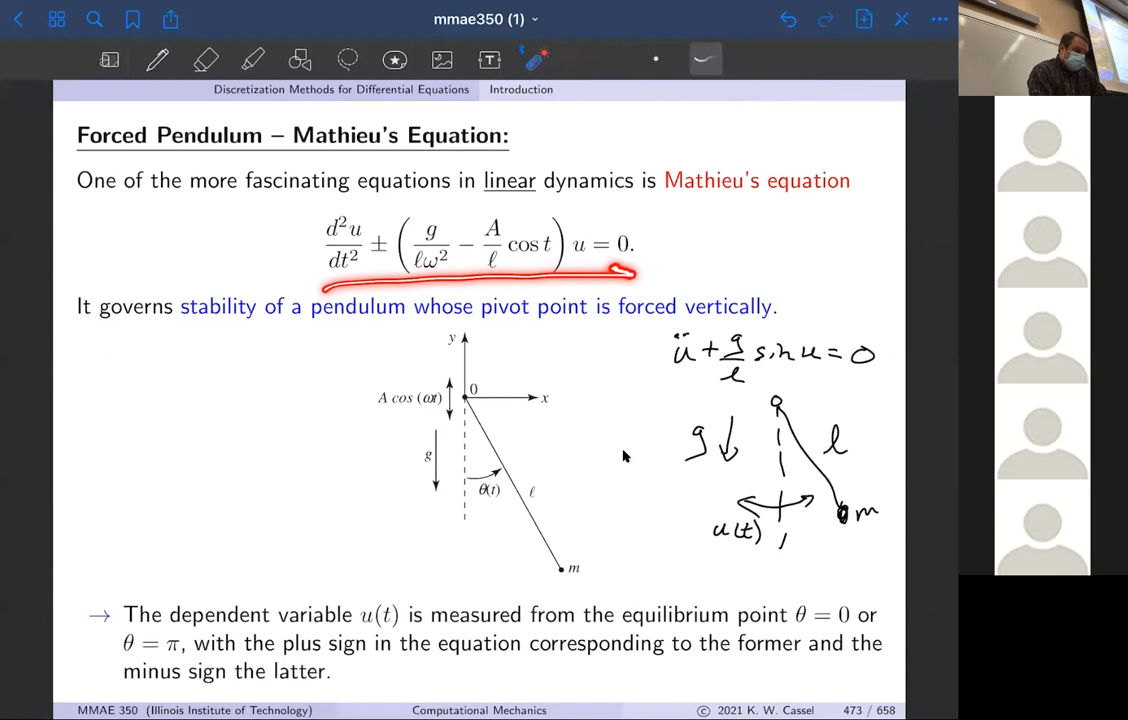 mmae350 (1)
Discretization Methods for Differential Equations Introduction
Forced Pendulum – Mathieu's Equation:
One of the more fascinating equations in linear dynamics is Mathieu's equation
d²u/dt² ± (g/ℓω² − A/ℓ cos t) u = 0.
It governs stability of a pendulum whose pivot point is forced vertically.
y
ü + g/l sin u = 0
A cos (ωt)
0
x
g
l
g
θ(t)
ℓ
u(t)
m
m
→ The dependent variable u(t) is measured from the equilibrium point θ = 0 or
θ = π, with the plus sign in the equation corresponding to the former and the
minus sign the latter.
MMAE 350 (Illinois Institute of Technology) Computational Mechanics © 2021 K. W. Cassel 473 / 658